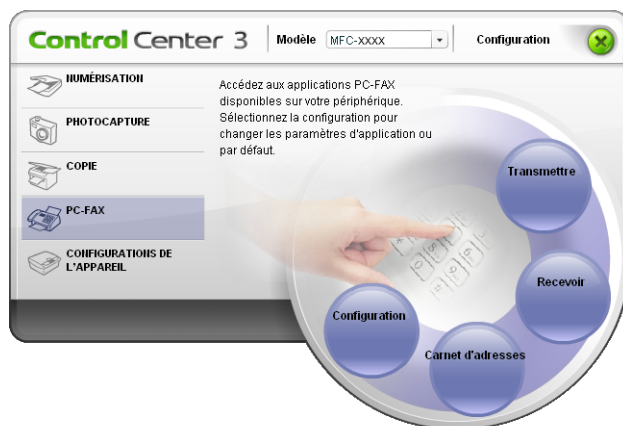 Control Center 3
Modèle
MFC-XXXX
Configuration
NUMÉRISATION
PHOTOCAPTURE
COPIE
PC-FAX
CONFIGURATIONS DE
L'APPAREIL
Accédez aux applications PC-FAX
disponibles sur votre périphérique.
Sélectionnez la configuration pour
changer les paramètres d'application ou
par défaut.
Transmettre
Recevoir
Carnet d'adresses
Configuration